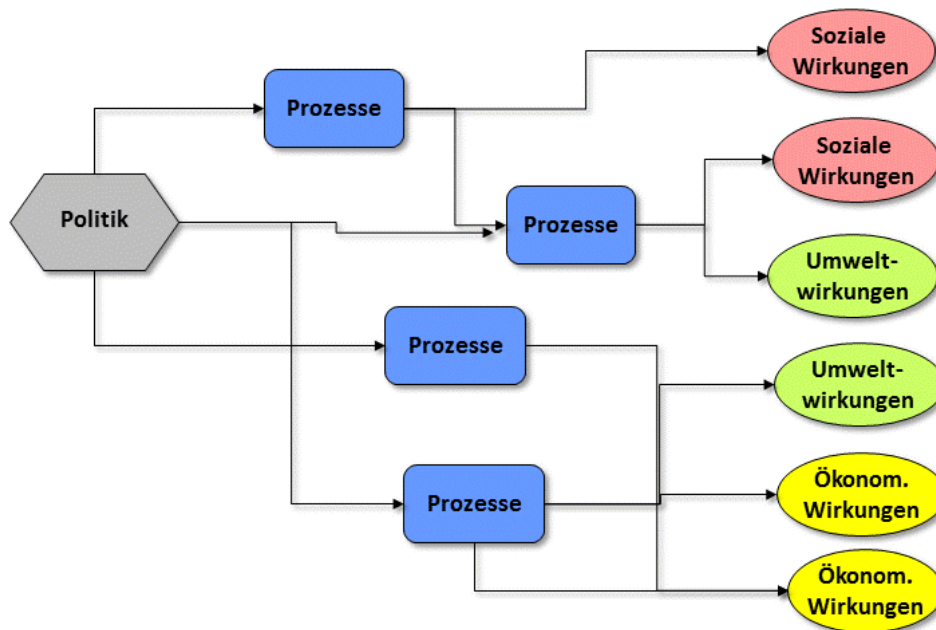 Soziale
Wirkungen
Prozesse
Soziale
Wirkungen
Politik
Prozesse
Umwelt-
wirkungen
Prozesse
Umwelt-
wirkungen
Prozesse
Ökonom.
Wirkungen
Ökonom.
Wirkungen